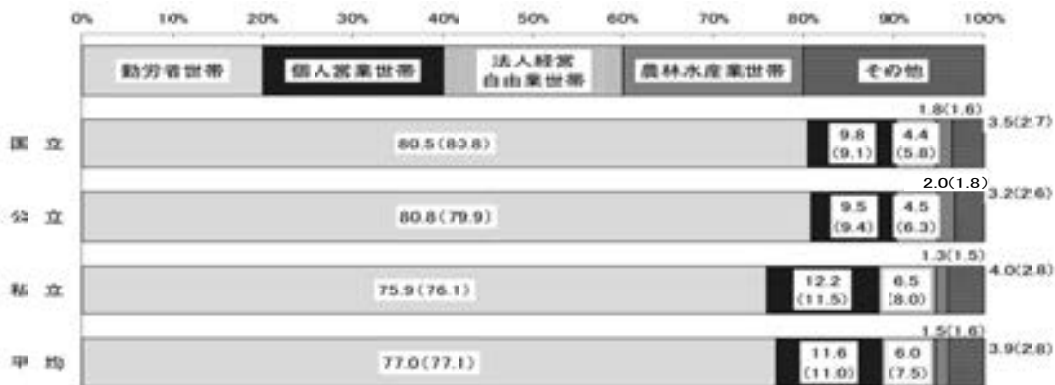 0% 10% 20% 30% 40% 50% 60% 70% 80% 90% 100%
勤労者世帯 個人営業世帯 法人経営 農林水産業世帯 その他
自由業世帯
1.8(1.6)
国 立 80.5(80.8) 9.8 4.4 3.5(2.7)
(9.1) (5.8)
2.0(1.8)
公 立 80.8(79.9) 9.5 4.5 3.2(2.6)
(9.4) (6.3)
1.3(1.5)
私 立 75.9(76.1) 12.2 6.5 4.0(2.8)
(11.5) (8.0)
1.5(1.6)
平 均 77.0(77.1) 11.6 6.0 3.9(2.8)
(11.0) (7.5)